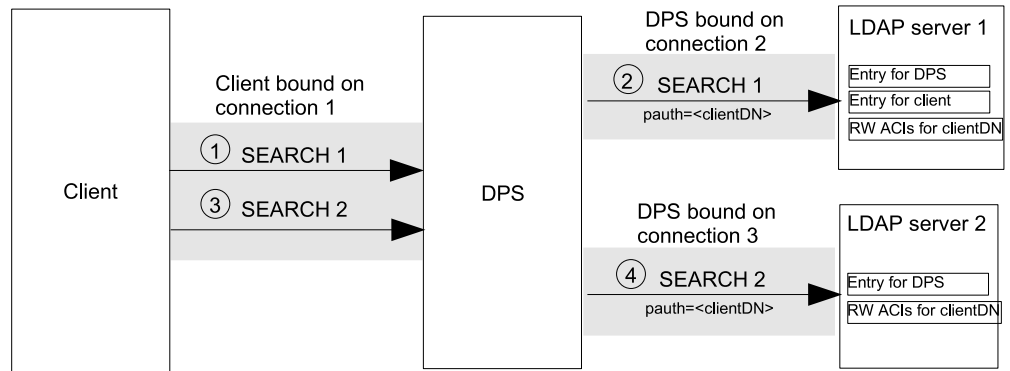 Client
Client bound on
connection 1
1 SEARCH 1
3 SEARCH 2
DPS
DPS bound on
connection 2
2 SEARCH 1
pauth=<clientDN>
DPS bound on
connection 3
4 SEARCH 2
pauth=<clientDN>
LDAP server 1
Entry for DPS
Entry for client
RW ACIs for clientDN
LDAP server 2
Entry for DPS
RW ACIs for clientDN